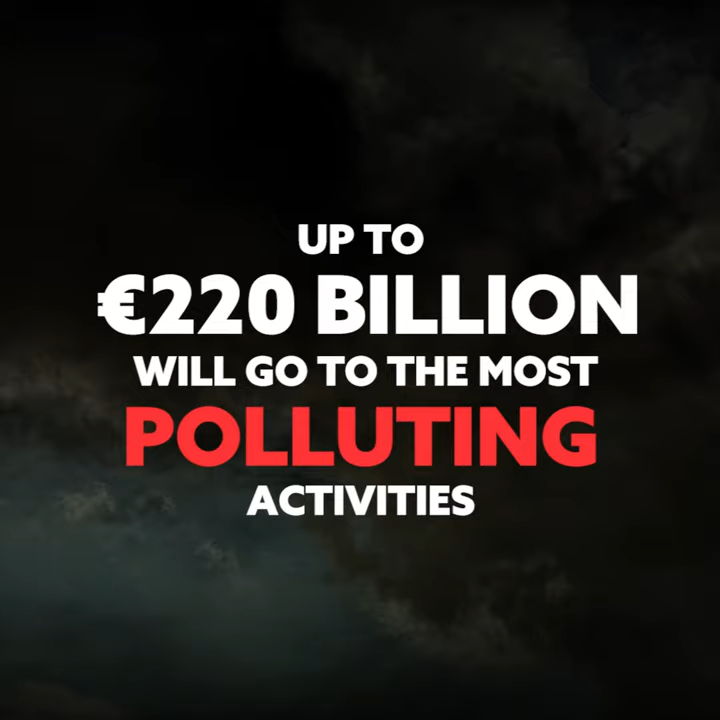 UP TO
€220 BILLION
WILL GO TO THE MOST
POLLUTING
ACTIVITIES